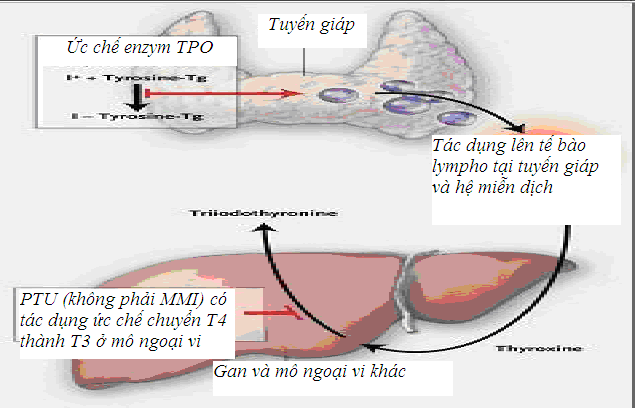 Tuyến giáp
Ức chế enzym TPO
I+ + Tyrosine-Tg
I – Tyrosine-Tg
Tác dụng lên tế bào
lympho tại tuyến giáp
và hệ miễn dịch
Triiodothyronine
PTU (không phải MMI) có
tác dụng ức chế chuyển T4
thành T3 ở mô ngoại vi
Thyroxine
Gan và mô ngoại vi khác